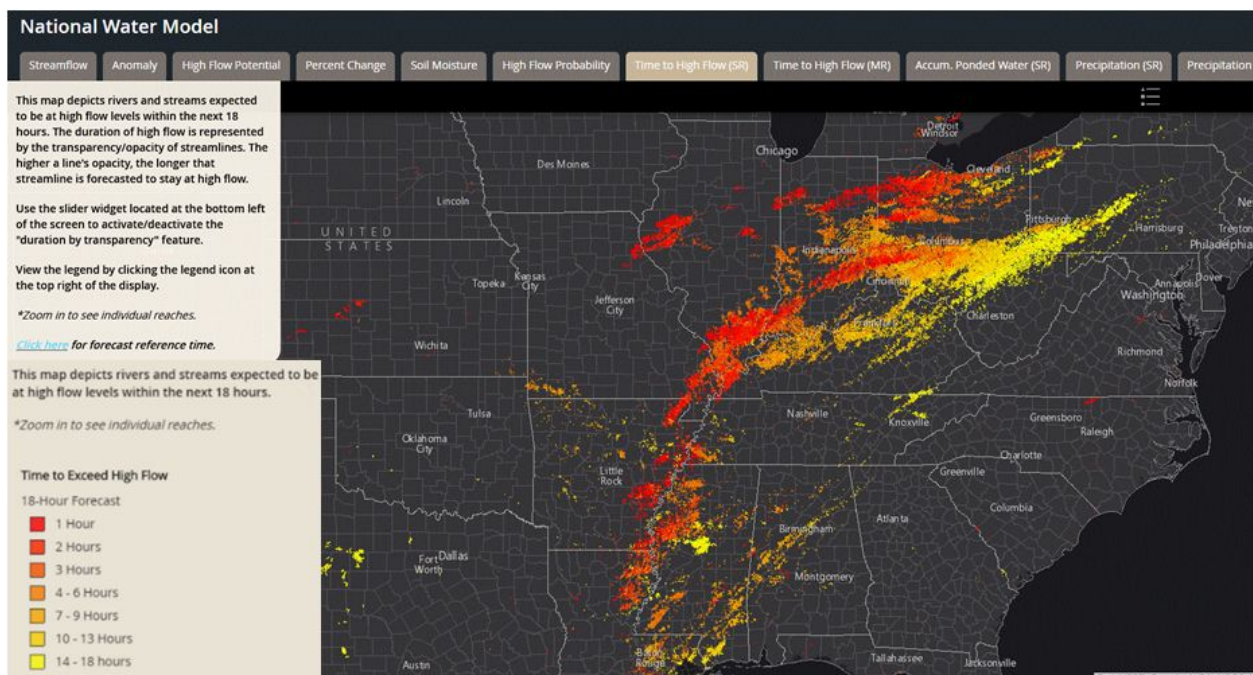 National Water Model
Streamflow
Anomaly
High Flow Potential
Percent Change
Soil Moisture
High Flow Probability
Time to High Flow (SR)
Time to High Flow (MR)
Accum. Ponded Water (SR)
Precipitation (SR)
Precipitation
This map depicts rivers and streams expected
to be at high flow levels within the next 18
hours. The duration of high flow is represented
by the transparency/opacity of streamlines. The
higher a line's opacity, the longer that
streamline is forecasted to stay at high flow.
Use the slider widget located at the bottom left
of the screen to activate/deactivate the
"duration by transparency" feature.
View the legend by clicking the legend icon at
the top right of the display.
*Zoom in to see individual reaches.
Click here for forecast reference time.
This map depicts rivers and streams expected to be
at high flow levels within the next 18 hours.
*Zoom in to see individual reaches.
Time to Exceed High Flow
18-Hour Forecast
1 Hour
2 Hours
3 Hours
4 - 6 Hours
7 - 9 Hours
10 - 13 Hours
14 - 18 hours
Detroit
Windsor
Chicago
Des Moines
Cleveland
Lincoln
UNITED
STATES
Pittsburgh
Harrisburg
Trenton
Philadelphia
Indianapolis
Columbus
Topeka
Kansas
City
Jefferson
City
Cincinnati
Annapolis
Dover
Washington
Charleston
Frankfort
Wichita
Richmond
Norfolk
Tulsa
Nashville
Knoxville
Greensboro
Raleigh
Oklahoma
City
Little
Rock
Charlotte
Greenville
Columbia
Atlanta
Birmingham
Fort
Worth
Dallas
Montgomery
Austin
Baton
Rouge
Tallahassee
Jacksonville